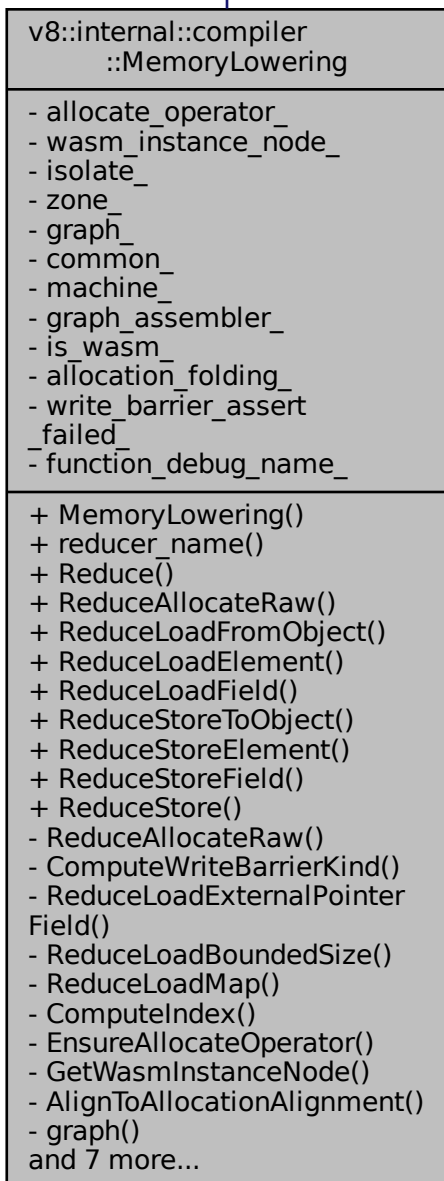 v8::internal::compiler
::MemoryLowering
- allocate_operator_
- wasm_instance_node_
- isolate_
- zone_
- graph_
- common_
- machine_
- graph_assembler_
- is_wasm_
- allocation_folding_
- write_barrier_assert
_failed_
- function_debug_name_
+ MemoryLowering()
+ reducer_name()
+ Reduce()
+ ReduceAllocateRaw()
+ ReduceLoadFromObject()
+ ReduceLoadElement()
+ ReduceLoadField()
+ ReduceStoreToObject()
+ ReduceStoreElement()
+ ReduceStoreField()
+ ReduceStore()
- ReduceAllocateRaw()
- ComputeWriteBarrierKind()
- ReduceLoadExternalPointer
Field()
- ReduceLoadBoundedSize()
- ReduceLoadMap()
- ComputeIndex()
- EnsureAllocateOperator()
- GetWasmInstanceNode()
- AlignToAllocationAlignment()
- graph()
and 7 more...